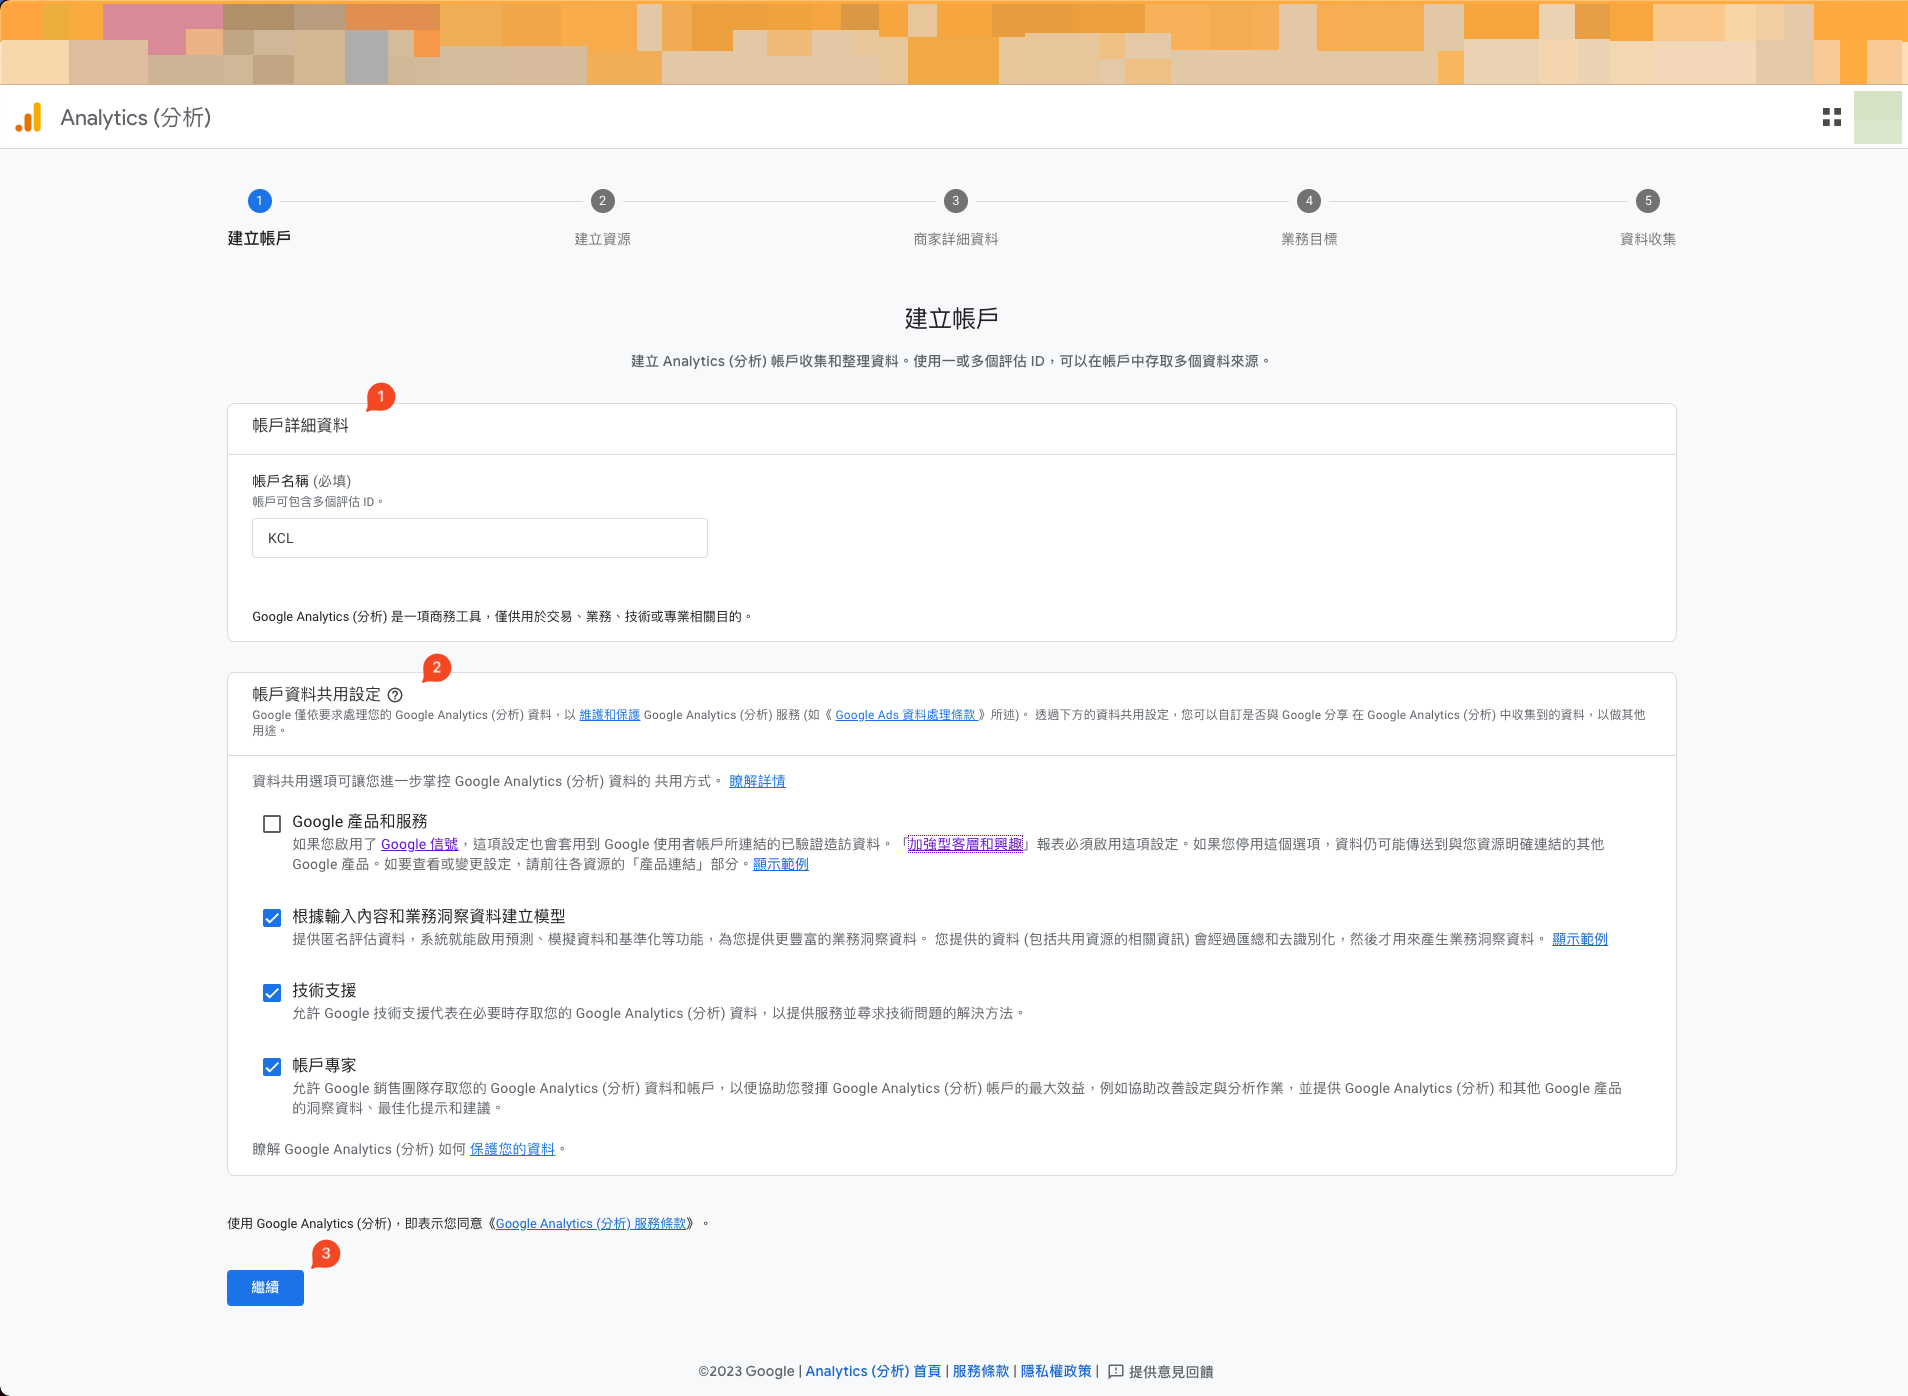 Analytics (分析)
1
2
3
4
5
建立帳戶
建立資源
商家詳細資料
業務目標
資料收集
建立帳戶
建立 Analytics (分析) 帳戶收集和整理資料。使用一或多個評估 ID，可以在帳戶中存取多個資料來源。
1
帳戶詳細資料
帳戶名稱 (必填)
帳戶可包含多個評估 ID。
KCL
Google Analytics (分析) 是一項商務工具，僅供用於交易、業務、技術或專業相關目的。
2
帳戶資料共用設定
Google 僅依要求處理您的 Google Analytics (分析) 資料，以 維護和保護 Google Analytics (分析) 服務 (如《 Google Ads 資料處理條款 》所述)。 透過下方的資料共用設定，您可以自訂是否與 Google 分享 在 Google Analytics (分析) 中收集到的資料，以做其他
用途。
資料共用選項可讓您進一步掌控 Google Analytics (分析) 資料的 共用方式。 瞭解詳情
Google 產品和服務
如果您啟用了 Google 信號，這項設定也會套用到 Google 使用者帳戶所連結的已驗證造訪資料。「加強型客層和興趣」報表必須啟用這項設定。如果您停用這個選項，資料仍可能傳送到與您資源明確連結的其他
Google 產品。如要查看或變更設定，請前往各資源的「產品連結」部分。顯示範例
根據輸入內容和業務洞察資料建立模型
提供匿名評估資料，系統就能啟用預測、模擬資料和基準化等功能，為您提供更豐富的業務洞察資料。 您提供的資料 (包括共用資源的相關資訊) 會經過匯總和去識別化，然後才用來產生業務洞察資料。 顯示範例
技術支援
允許 Google 技術支援代表在必要時存取您的 Google Analytics (分析) 資料，以提供服務並尋求技術問題的解決方法。
帳戶專家
允許 Google 銷售團隊存取您的 Google Analytics (分析) 資料和帳戶，以便協助您發揮 Google Analytics (分析) 帳戶的最大效益，例如協助改善設定與分析作業，並提供 Google Analytics (分析) 和其他 Google 產品
的洞察資料、最佳化提示和建議。
瞭解 Google Analytics (分析) 如何 保護您的資料。
使用 Google Analytics (分析)，即表示您同意《Google Analytics (分析) 服務條款》。
3
繼續
©2023 Google | Analytics (分析) 首頁 | 服務條款 | 隱私權政策 | 提供意見回饋